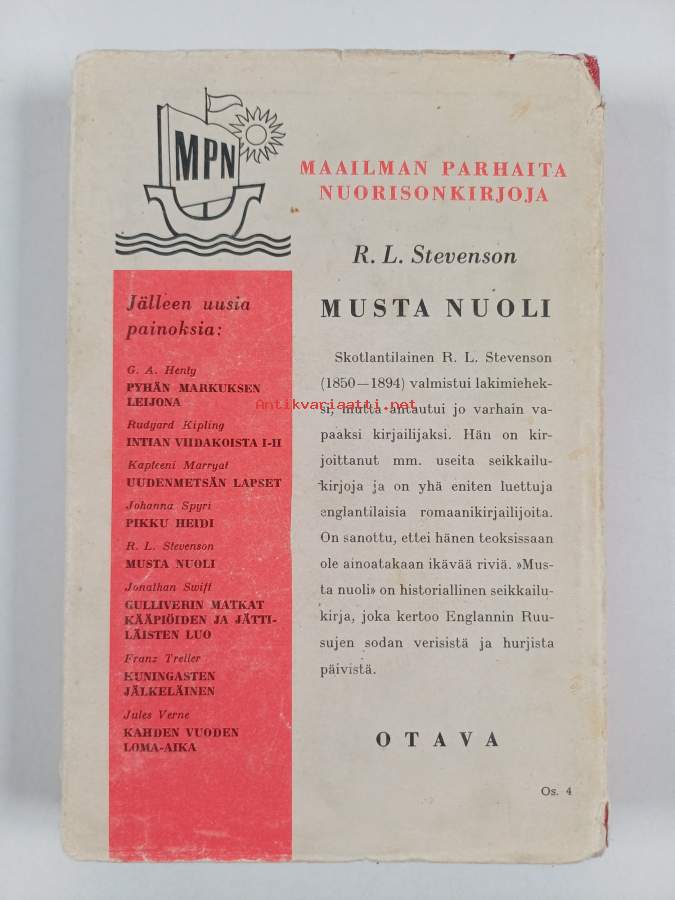 MPN
MAAILMAN PARHAITA
NUORISONKIRJOJA
R. L. Stevenson
MUSTA NUOLI
Skotlantilainen R. L. Stevenson
(1850—1894) valmistui lakimiehek-
si, mutta antautui jo varhain va-
paaksi kirjailijaksi. Hän on kir-
joittanut mm. useita seikkailu-
kirjoja ja on yhä eniten luettuja
englantilaisia romaanikirjailijoita.
On sanottu, ettei hänen teoksissaan
ole ainoatakaan ikävää riviä. »Mus-
ta nuoli» on historiallinen seikkailu-
kirja, joka kertoo Englannin Ruu-
sujen sodan verisistä ja hurjista
päivistä.
OTAVA
Os. 4
Jälleen uusia
painoksia:
G. A. Henty
PYHÄN MARKUKSEN
LEIJONA
Rudyard Kipling
INTIAN VIIDAKOISTA I-II
Kapteeni Marryat
UUDENMETSÄN LAPSET
Johanna Spyri
PIKKU HEIDI
R. L. Stevenson
MUSTA NUOLI
Jonathan Swift
GULLIVERIN MATKAT
KÄÄPIÖIDEN JA JÄTTI-
LÄISTEN LUO
Franz Treller
KUNINGASTEN
JÄLKELÄINEN
Jules Verne
KAHDEN VUODEN
LOMA-AIKA
Antikvariaatti.net